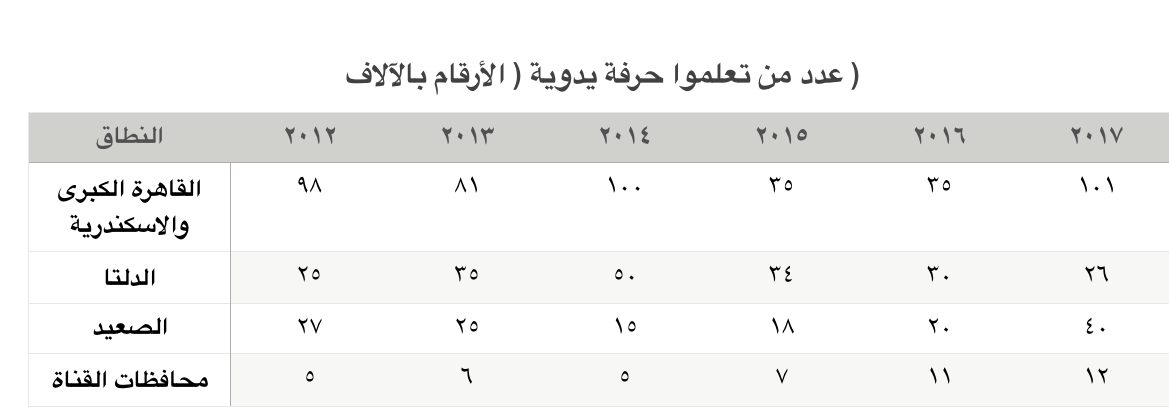 عدد من تعلموا حرفة يدوية ( الأرقام بالآلاف )
النطاق ٢٠١٢ ٢٠١٣ ٢٠١٤ ٢٠١٥ ٢٠١٦ ٢٠١٧
القاهرة الكبرى
والاسكندرية ٩٨ ٨١ ١٠٠ ٣٥ ٣٥ ١٠١
الدلتا ٢٥ ٣٥ ٥٠ ٣٤ ٣٠ ٢٦
الصعيد ٢٧ ٢٥ ١٥ ١٨ ٢٠ ٤٠
محافظات القناة ٥ ٦ ٥ ٧ ١١ ١٢